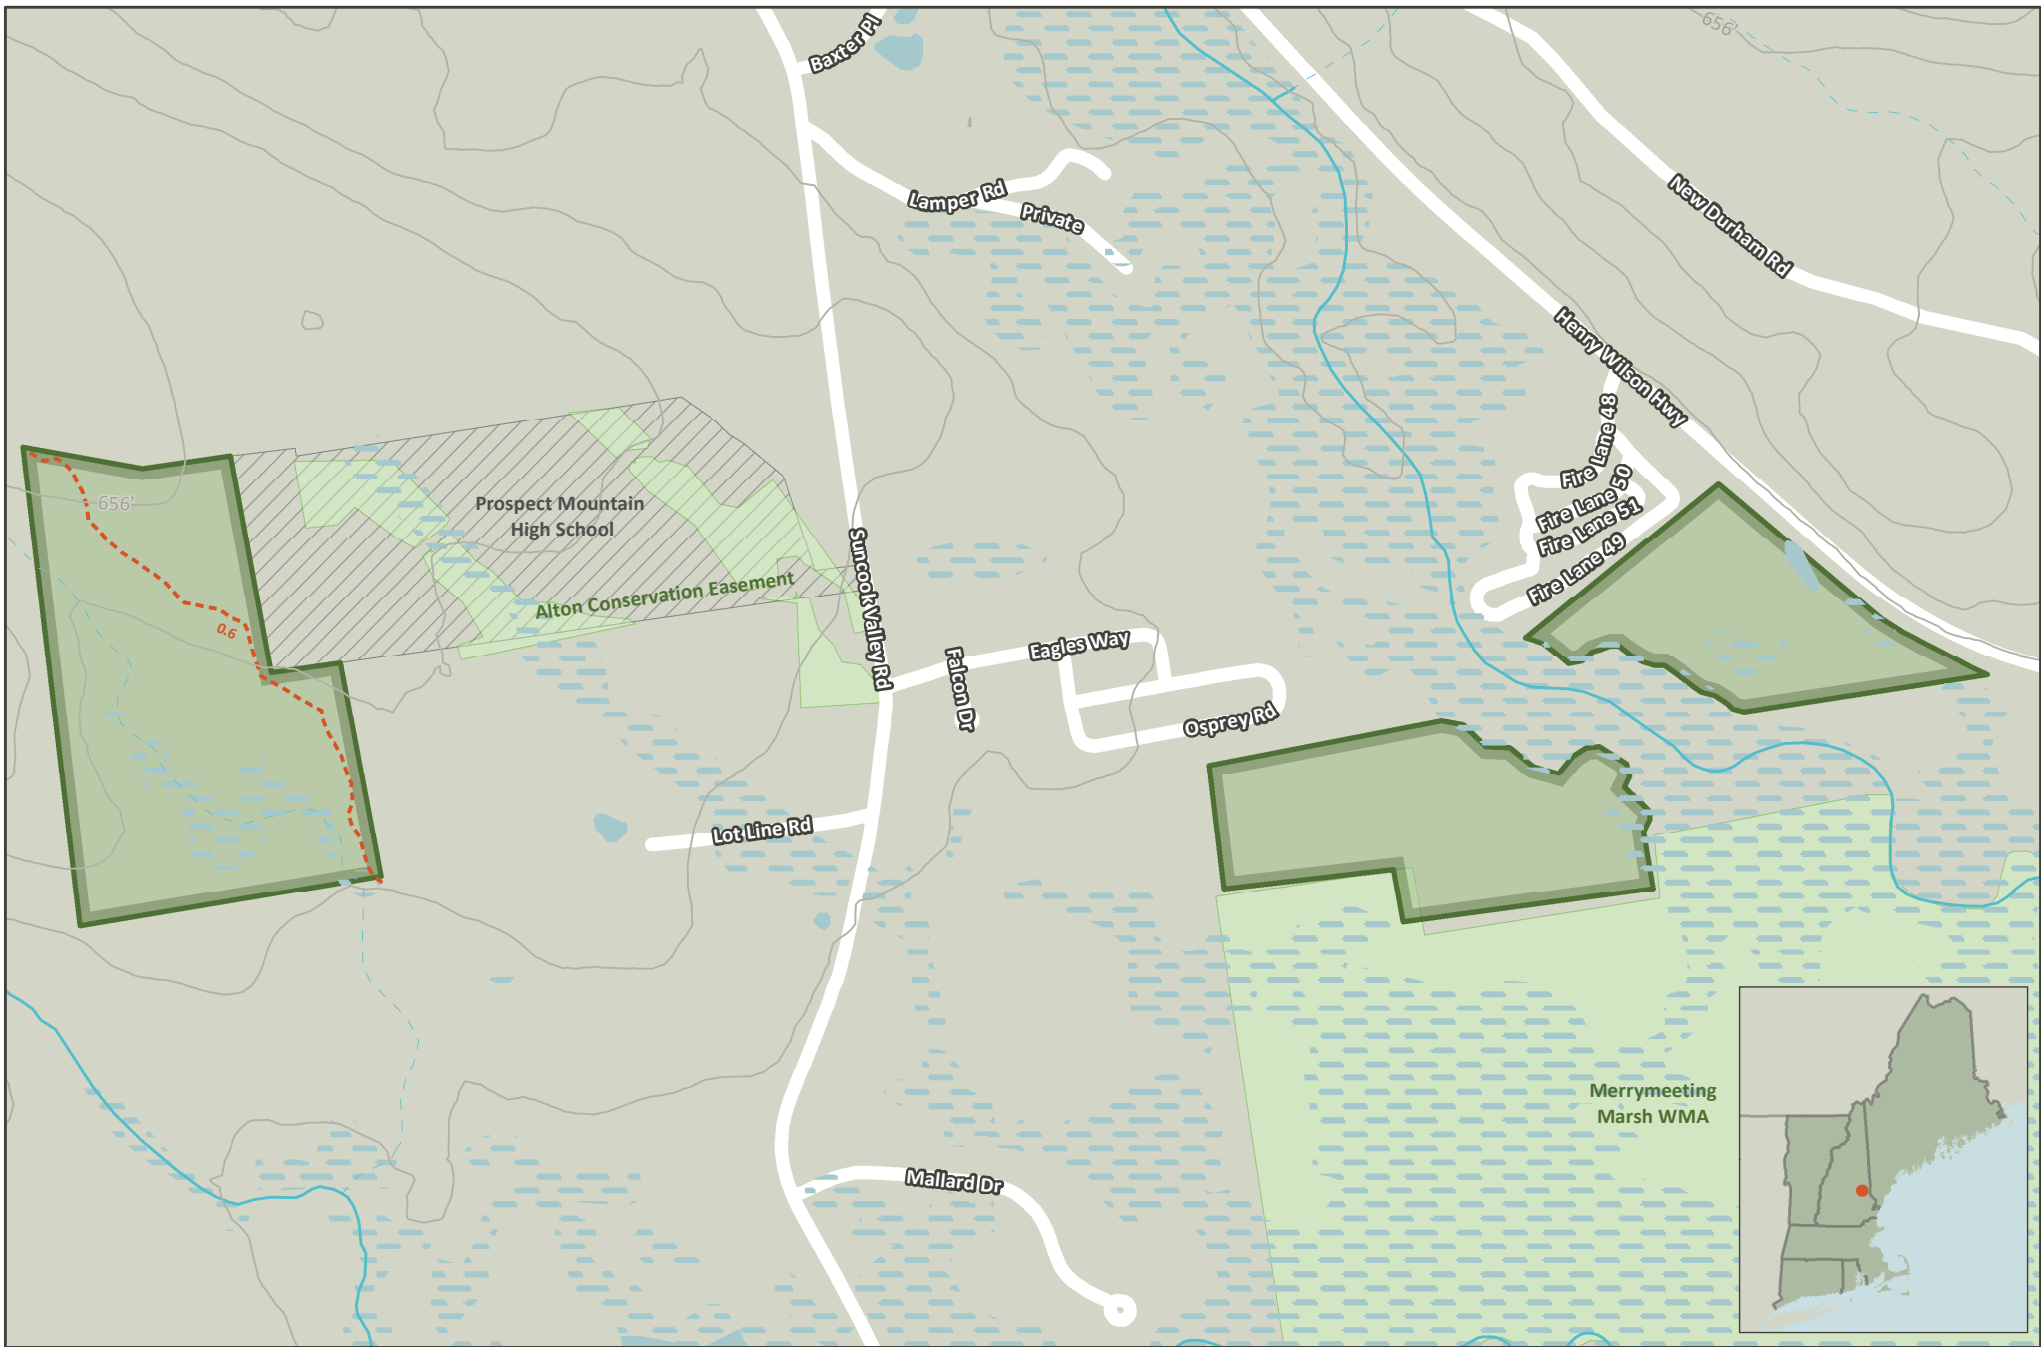 656'
Baxter Pl
Lamper Rd
Private
New Durham Rd
Henry Wilson Hwy
Fire Lane 48
Fire Lane 50
Fire Lane 51
Fire Lane 49
656'
Prospect Mountain
High School
Alton Conservation Easement
Suncook Valley Rd
0.6
Eagles Way
Falcon Dr
Osprey Rd
Lot Line Rd
Merrymeeting
Marsh WMA
Mallard Dr